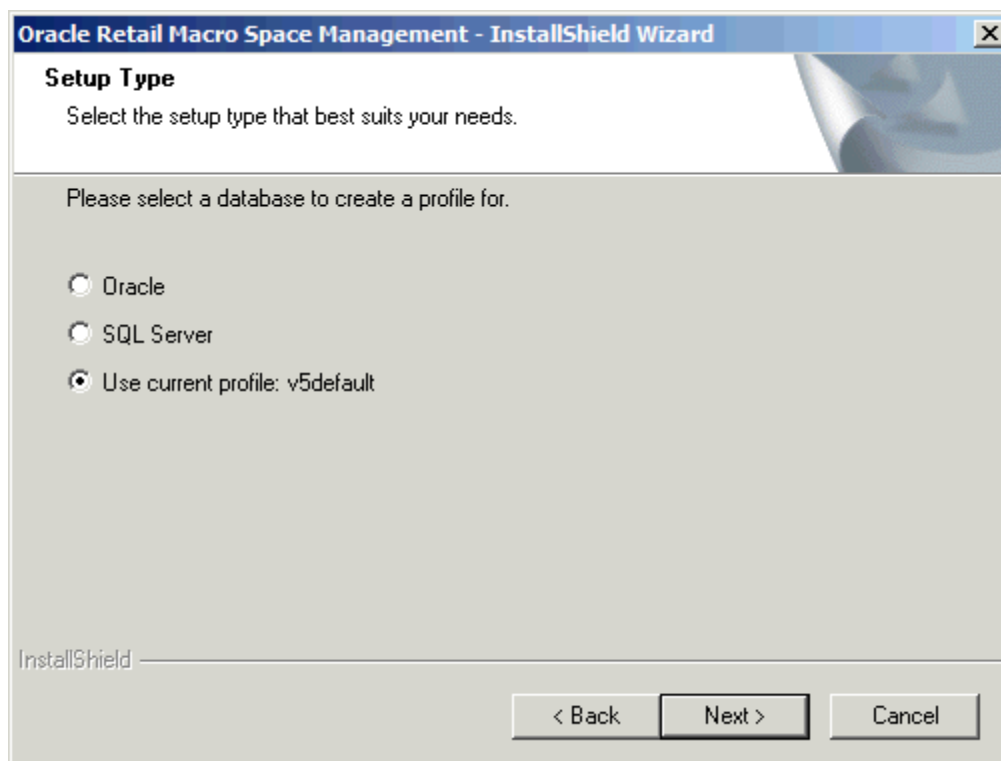 Oracle Retail Macro Space Management - InstallShield Wizard
Setup Type
Select the setup type that best suits your needs.
Please select a database to create a profile for.
Oracle
SQL Server
Use current profile: v5default
InstallShield
< Back Next > Cancel